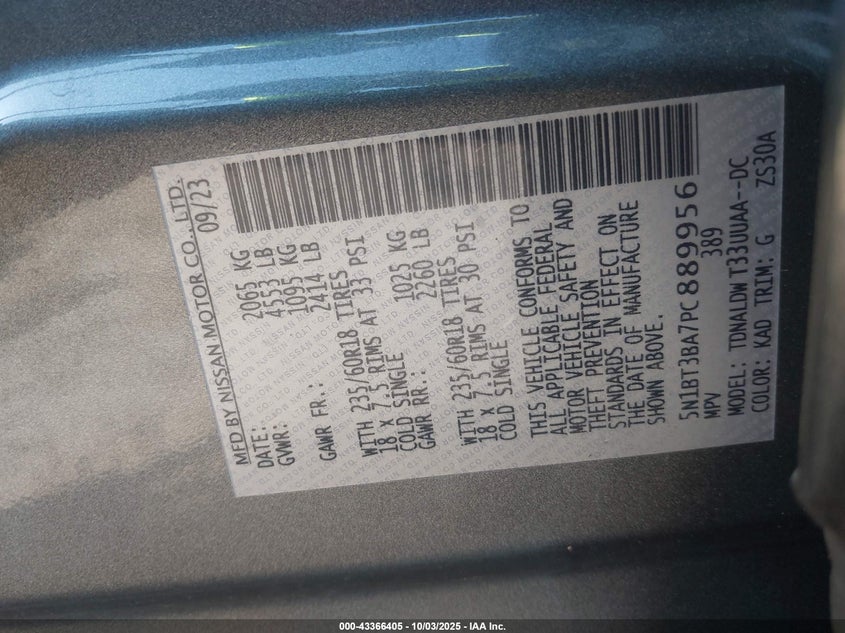 MFD BY NISSAN MOTOR CO., LTD.
DATE: 09/23
GVWR: 2065 KG
4553 LB
GAWR FR.: 1095 KG
2414 LB
WITH 235/60R18 TIRES
18 X 7.5 RIMS AT 33 PSI
COLD SINGLE
GAWR RR.: 1025 KG
2260 LB
WITH 235/60R18 TIRES
18 X 7.5 RIMS AT 30 PSI
COLD SINGLE
THIS VEHICLE CONFORMS TO
ALL APPLICABLE FEDERAL
MOTOR VEHICLE SAFETY AND
THEFT PREVENTION
STANDARDS IN EFFECT ON
THE DATE OF MANUFACTURE
SHOWN ABOVE.
5N1BT3BA7PC889956
MPV 389
MODEL: TDNALDW T33UUAA--DC
COLOR: KAD TRIM: G ZS30A
000-43366405 - 10/03/2025 - IAA Inc.